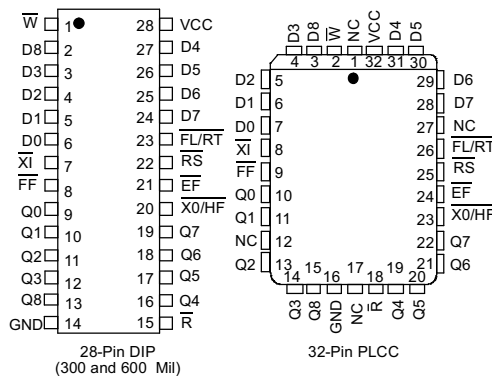 W 1 28 VCC
D8 2 27 D4
D3 3 26 D5
D2 4 25 D6
D1 5 24 D7
D0 6 23 FL/RT
XI 7 22 RS
FF 8 21 EF
Q0 9 20 X0/HF
Q1 10 19 Q7
Q2 11 18 Q6
Q3 12 17 Q5
Q8 13 16 Q4
GND 14 15 R
28-Pin DIP
(300 and 600 Mil)
D3 D8 W NC VCC D4 D5
4 3 2 1 32 31 30
D2 5 29 D6
D1 6 28 D7
D0 7 27 NC
XI 8 26 FL/RT
FF 9 25 RS
Q0 10 24 EF
Q1 11 23 X0/HF
NC 12 22 Q7
Q2 13 21 Q6
14 15 16 17 18 19 20
Q3 Q8 GND NC R Q4 Q5
32-Pin PLCC